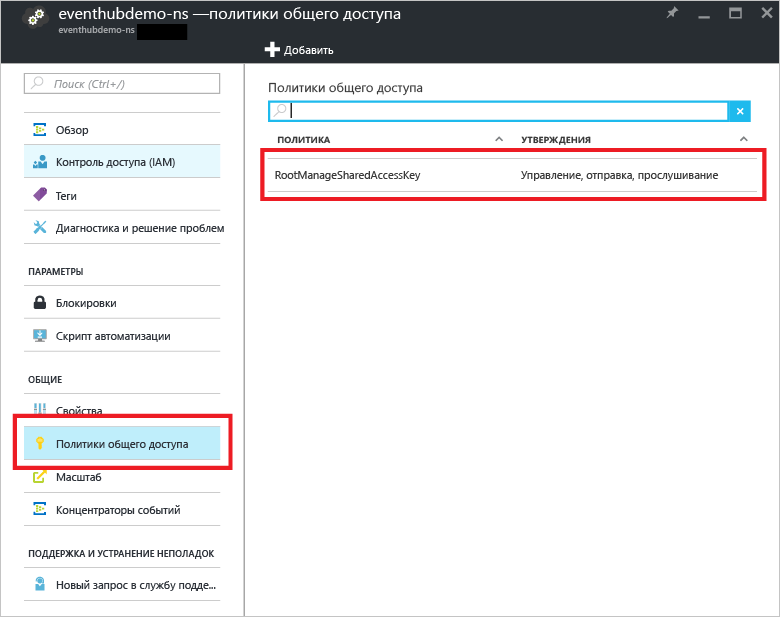 eventhubdemo-ns —политики общего доступа
eventhubdemo-ns
Добавить
Поиск (Ctrl+/)
Обзор
Контроль доступа (IAM)
Теги
Диагностика и решение проблем
ПАРАМЕТРЫ
Блокировки
Скрипт автоматизации
ОБЩИЕ
Свойства
Политики общего доступа
Масштаб
Концентраторы событий
ПОДДЕРЖКА И УСТРАНЕНИЕ НЕПОЛАДОК
Новый запрос в службу подде...
Политики общего доступа
ПОЛИТИКА УТВЕРЖДЕНИЯ
RootManageSharedAccessKey Управление, отправка, прослушивание